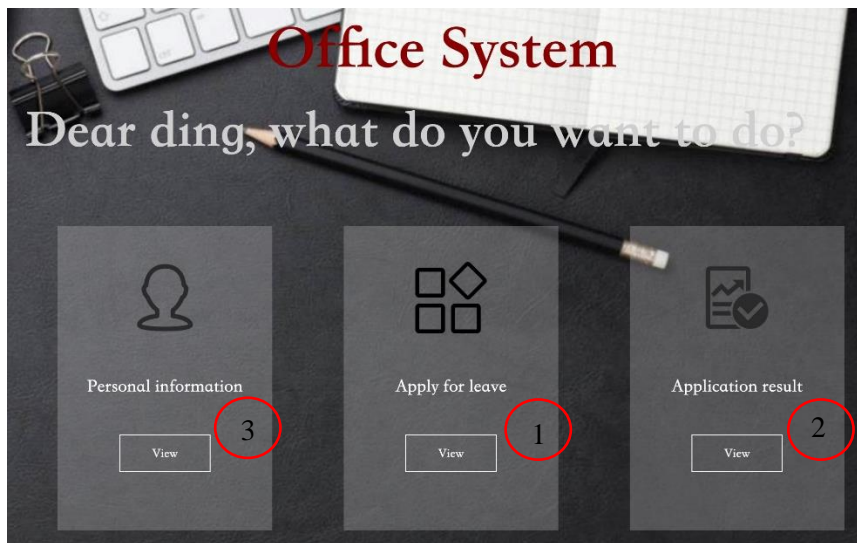 Office System
Dear ding, what do you want to do?
Personal information
Apply for leave
Application result
3
1
2
View
View
View